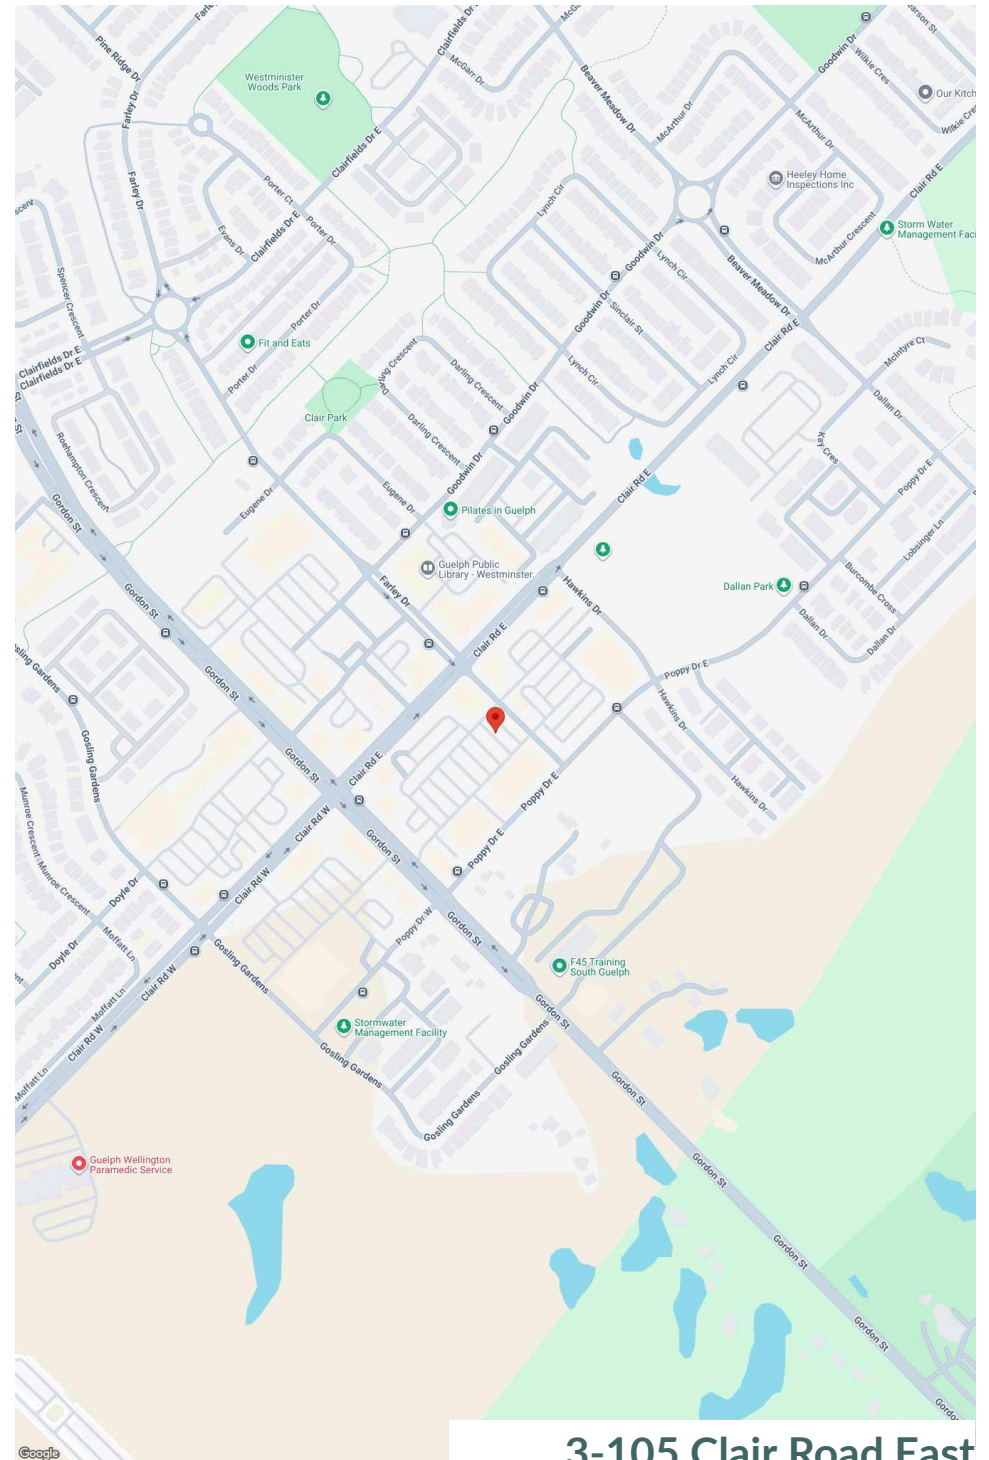 Pine Ridge Dr
Farley Dr
Westminister
Woods Park
Clairfields Dr E
McGarr Dr
Clairfields Dr E
Beaver Meadow Dr
McArthur Dr
Goodwin Dr
Wilkie Cres
Our Kitch
Wilkie Cre
McArthur Dr
Heeley Home
Inspections Inc
Clair Rd E
Storm Water
Management Faci
McArthur Crescent
Farley Dr
Porter Ct
Porter Dr
Evans Dr
Clairfields Dr E
Lynch Cir
Goodwin Dr
Lynch Cir
Beaver Meadow Dr
Clair Rd E
Spencer Crescent
Porter Dr
Fit and Eats
Goodwin Dr
Sinclair St
McIntyre Ct
Clairfields Dr E
Clairfields Dr E
Porter Dr
Darling Crescent
Darling Crescent
Lynch Cir
Lynch Cir
Dallan Dr
St
St
Clair Park
Goodwin Dr
Darling Crescent
Kay Cres
Roehampton Crescent
Goodwin Dr
Clair Rd E
Poppy Dr E
Gordon St
Eugene Dr
Eugene Dr
Pilates in Guelph
Lobsinger Ln
Guelph Public
Library - Westminster...
Farley Dr
Hawkins Dr
Dallan Park
Burcombe Cross
Gordon St
Clair Rd E
Dallan Dr
Dallan Dr
sling Gardens
Gordon St
Poppy Dr E
Hawkins Dr
Gosling Gardens
Gordon St
Clair Rd E
Poppy Dr E
Hawkins Dr
Munroe Crescent
Clair Rd W
Gordon St
Poppy Dr E
Munroe Crescent
Doyle Dr
Clair Rd W
Poppy Dr W
Gordon St
Moffatt Ln
Doyle Dr
Gosling Gardens
Clair Rd W
F45 Training
South Guelph
Moffatt Ln
Gordon St
Clair Rd W
Stormwater
Management Facility
Gosling Gardens
Gosling Gardens
Moffatt Ln
Gordon St
Gosling Gardens
Guelph Wellington
Paramedic Service
Gordon St
Gordon St
Gordon St
Gordo
Google
3-105 Clair Road East